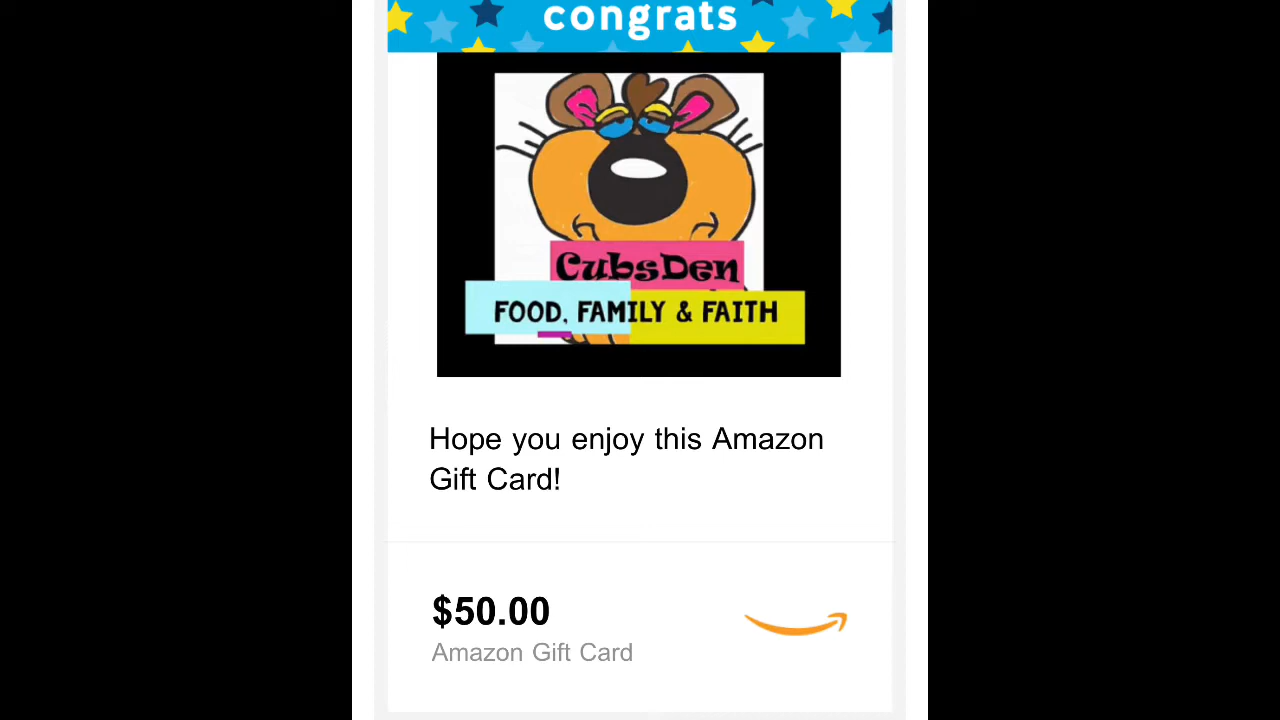 congrats
CubsDen
FOOD, FAMILY & FAITH
Hope you enjoy this Amazon
Gift Card!
$50.00
Amazon Gift Card